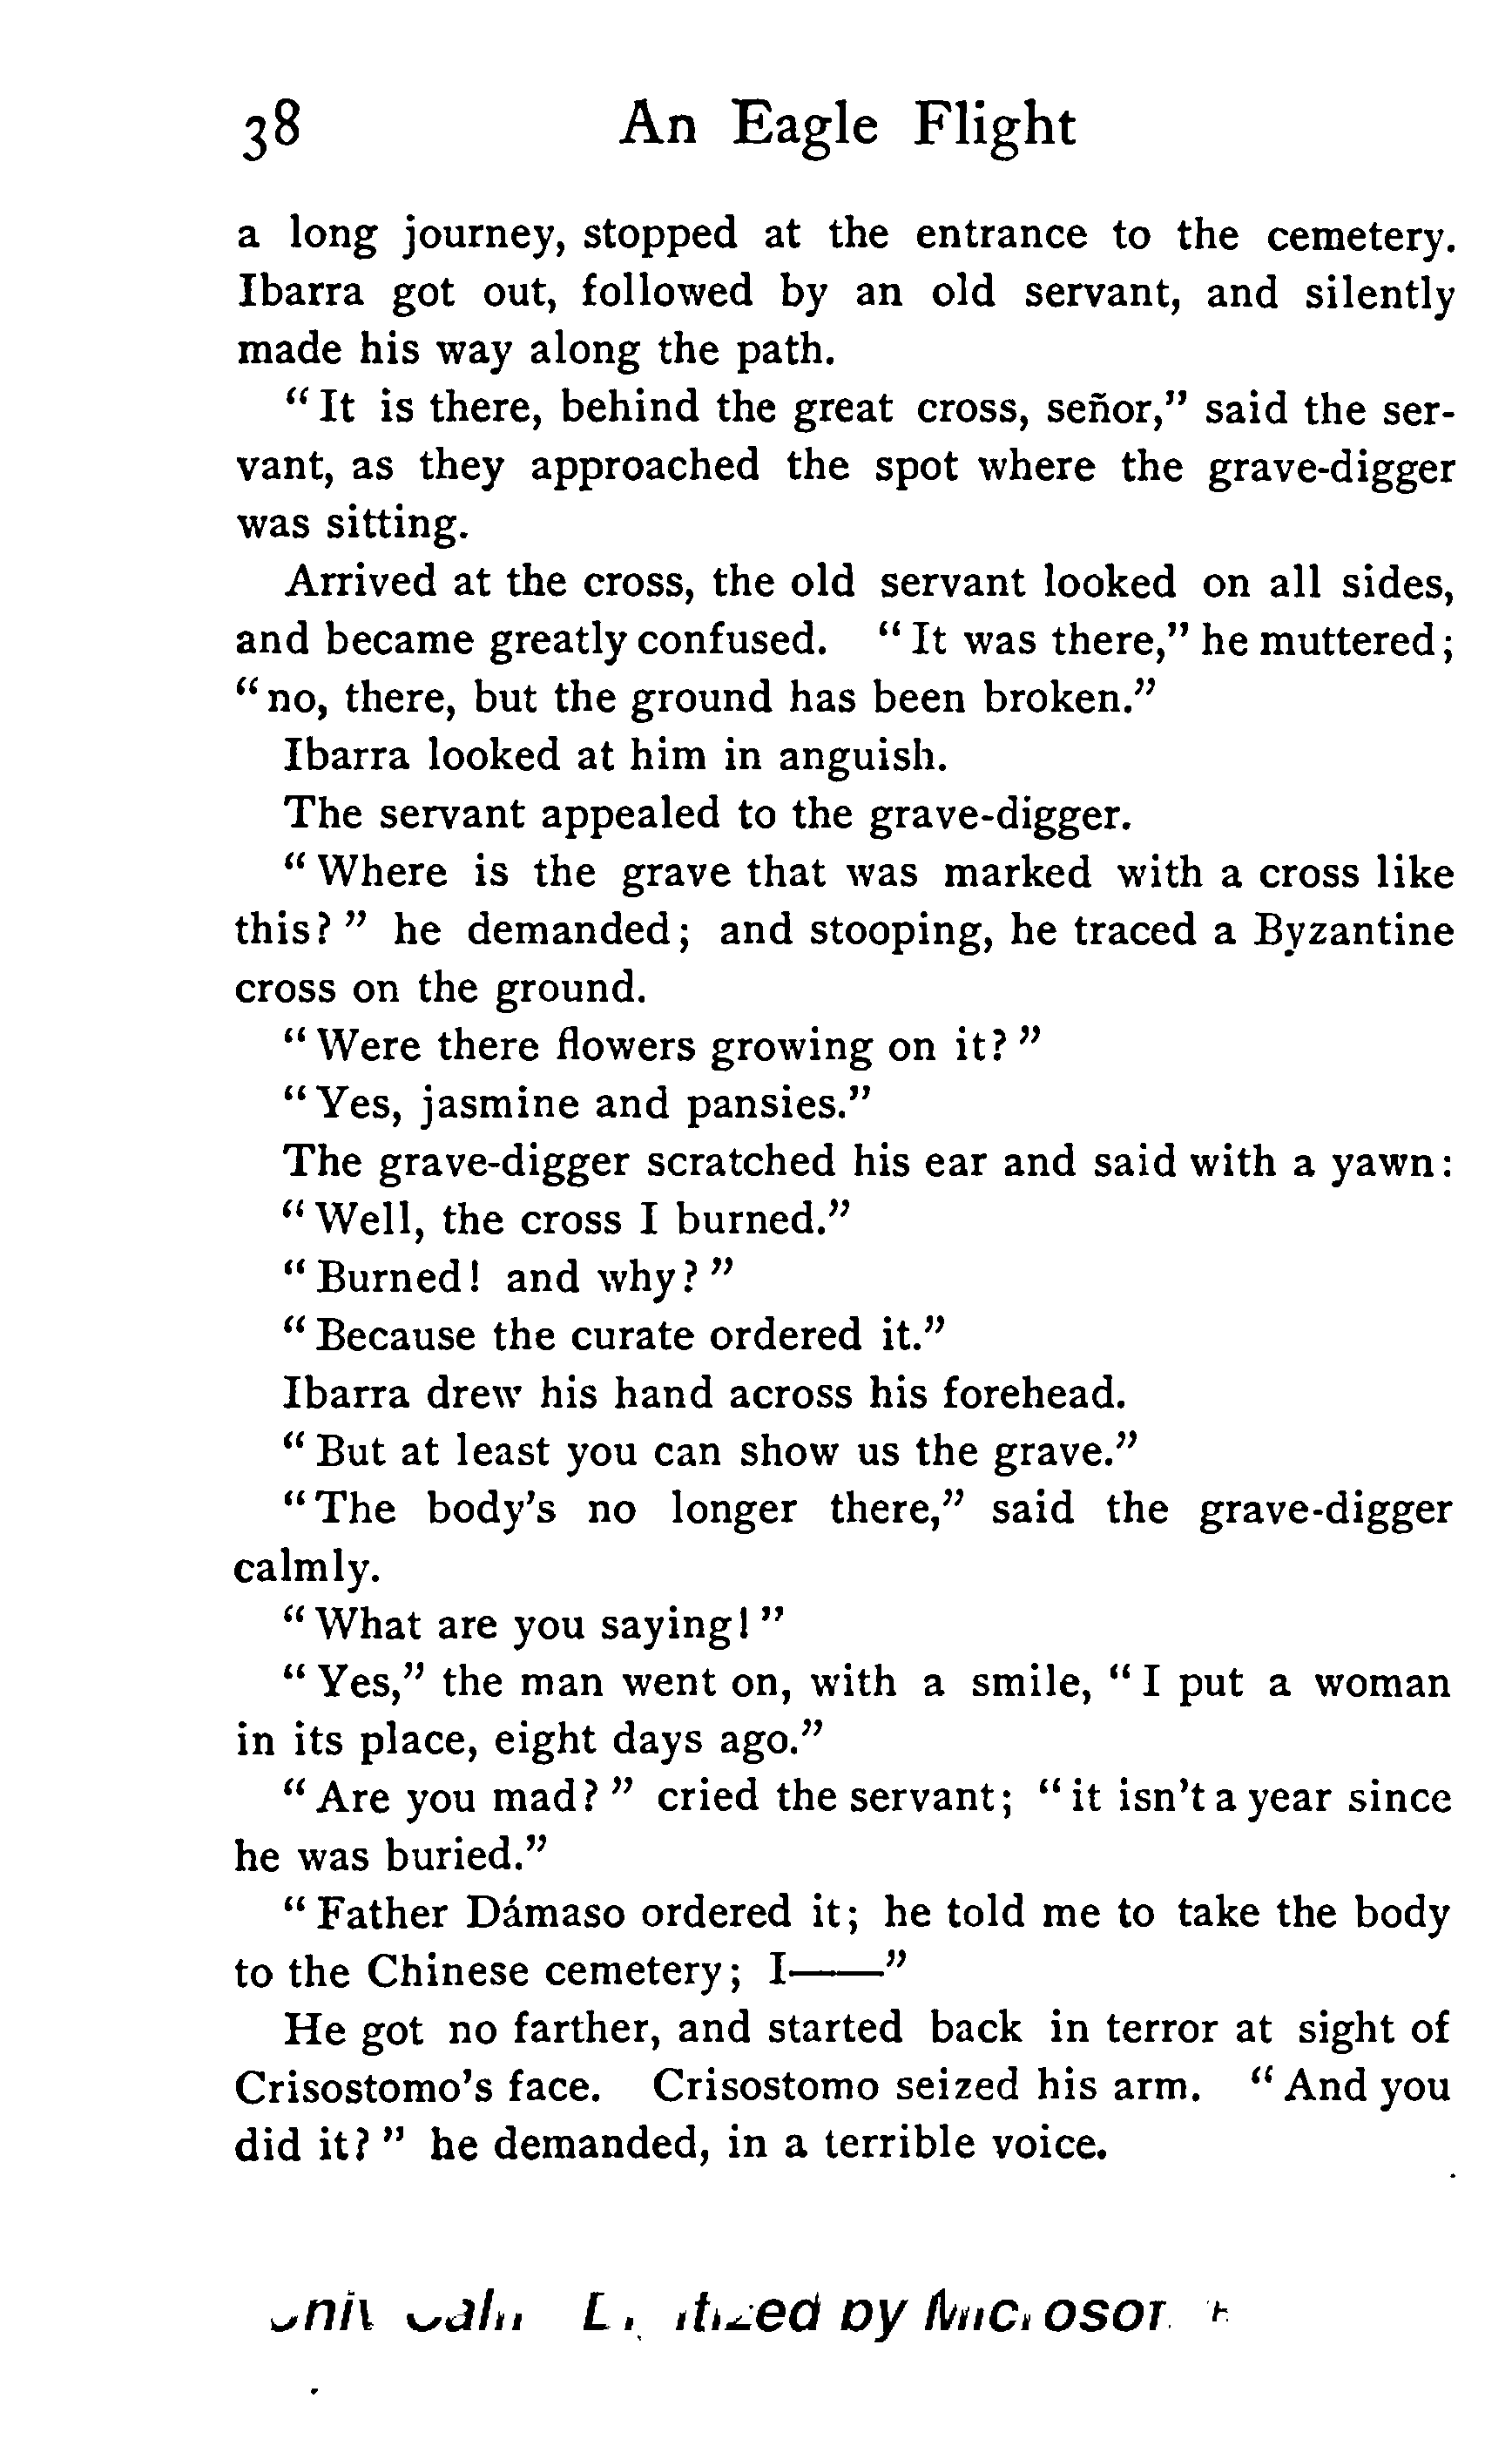 38 An Eagle Flight
a long journey, stopped at the entrance to the cemetery.
Ibarra got out, followed by an old servant, and silently
made his way along the path.
“It is there, behind the great cross, señor,” said the ser-
vant, as they approached the spot where the grave-digger
was sitting.
Arrived at the cross, the old servant looked on all sides,
and became greatly confused. “It was there,” he muttered;
“no, there, but the ground has been broken.”
Ibarra looked at him in anguish.
The servant appealed to the grave-digger.
“Where is the grave that was marked with a cross like
this?” he demanded; and stooping, he traced a Byzantine
cross on the ground.
“Were there flowers growing on it?”
“Yes, jasmine and pansies.”
The grave-digger scratched his ear and said with a yawn:
“Well, the cross I burned.”
“Burned! and why?”
“Because the curate ordered it.”
Ibarra drew his hand across his forehead.
“But at least you can show us the grave.”
“The body’s no longer there,” said the grave-digger
calmly.
“What are you saying!”
“Yes,” the man went on, with a smile, “I put a woman
in its place, eight days ago.”
“Are you mad?” cried the servant; “it isn’t a year since
he was buried.”
“Father Dámaso ordered it; he told me to take the body
to the Chinese cemetery; I——”
He got no farther, and started back in terror at sight of
Crisostomo’s face. Crisostomo seized his arm. “And you
did it?” he demanded, in a terrible voice.
by